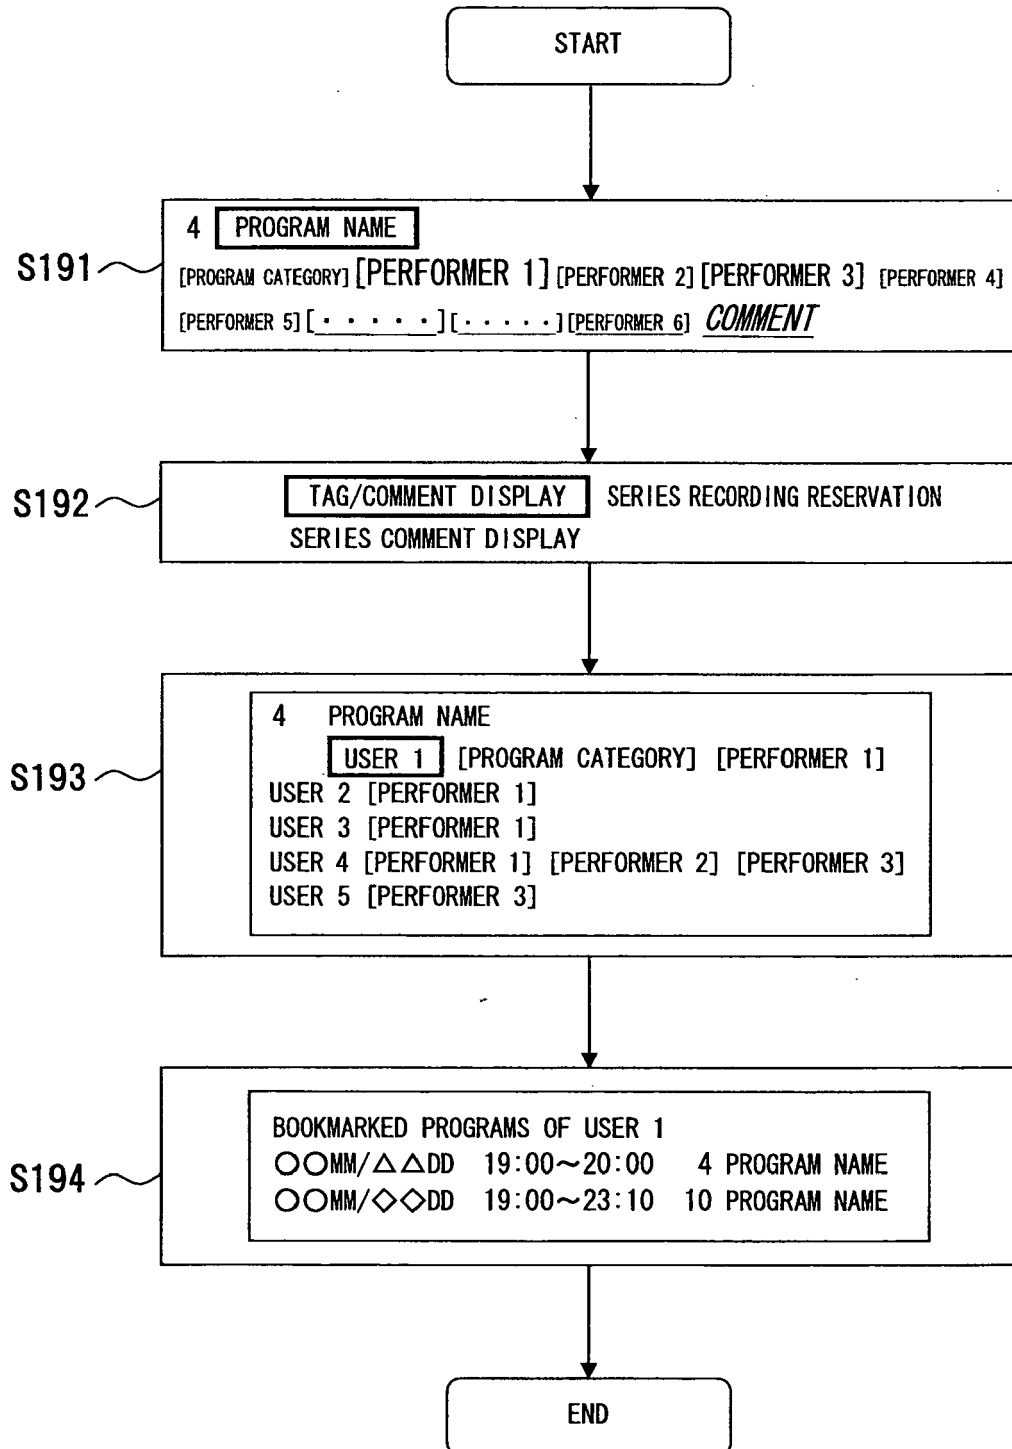 START
S191
4 PROGRAM NAME
[PROGRAM CATEGORY] [PERFORMER 1] [PERFORMER 2] [PERFORMER 3] [PERFORMER 4]
[PERFORMER 5] [·····] [·····] [PERFORMER 6] COMMENT
S192
TAG/COMMENT DISPLAY SERIES RECORDING RESERVATION
SERIES COMMENT DISPLAY
S193
4 PROGRAM NAME
USER 1 [PROGRAM CATEGORY] [PERFORMER 1]
USER 2 [PERFORMER 1]
USER 3 [PERFORMER 1]
USER 4 [PERFORMER 1] [PERFORMER 2] [PERFORMER 3]
USER 5 [PERFORMER 3]
S194
BOOKMARKED PROGRAMS OF USER 1
○○MM/△△DD 19:00~20:00 4 PROGRAM NAME
○○MM/◇◇DD 19:00~23:10 10 PROGRAM NAME
END